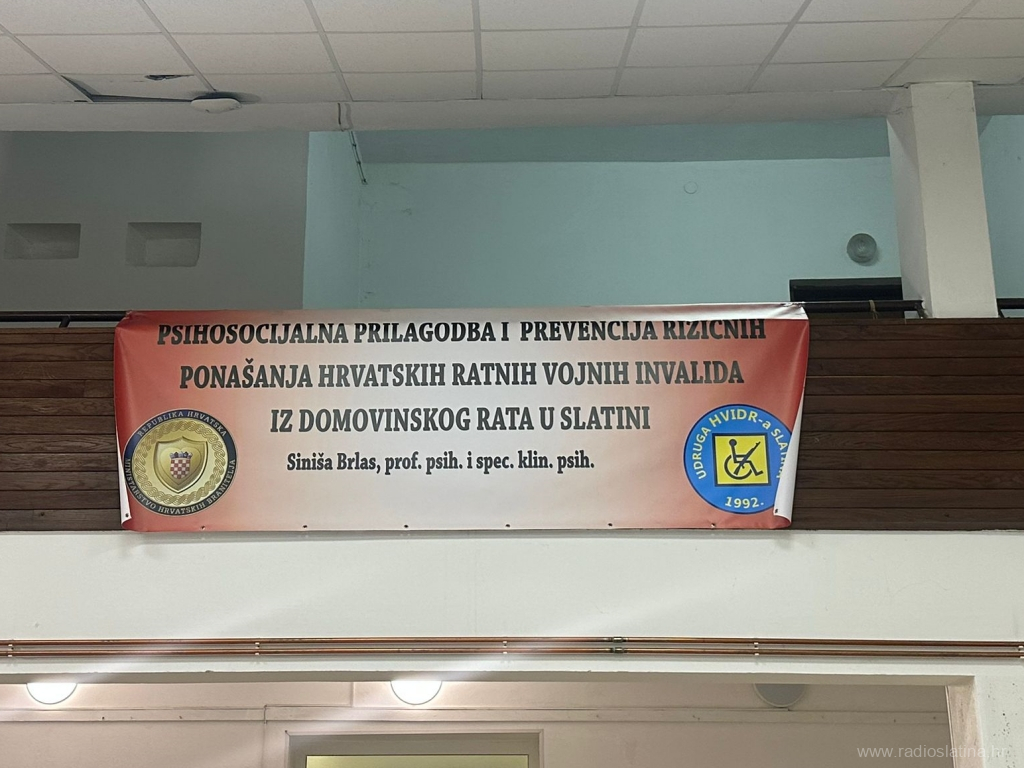 PSIHOSOCIJALNA PRILAGODBA I PREVENCIJA RIZIČNIH
PONAŠANJA HRVATSKIH RATNIH VOJNIH INVALIDA
IZ DOMOVINSKOG RATA U SLATINI
Siniša Brlas, prof. psih. i spec. klin. psih.
REPUBLIKA HRVATSKA
MINISTARSTVO HRVATSKIH BRANITELJA
UDRUGA HVIDR-a
1992.
www.radioslatina.hr